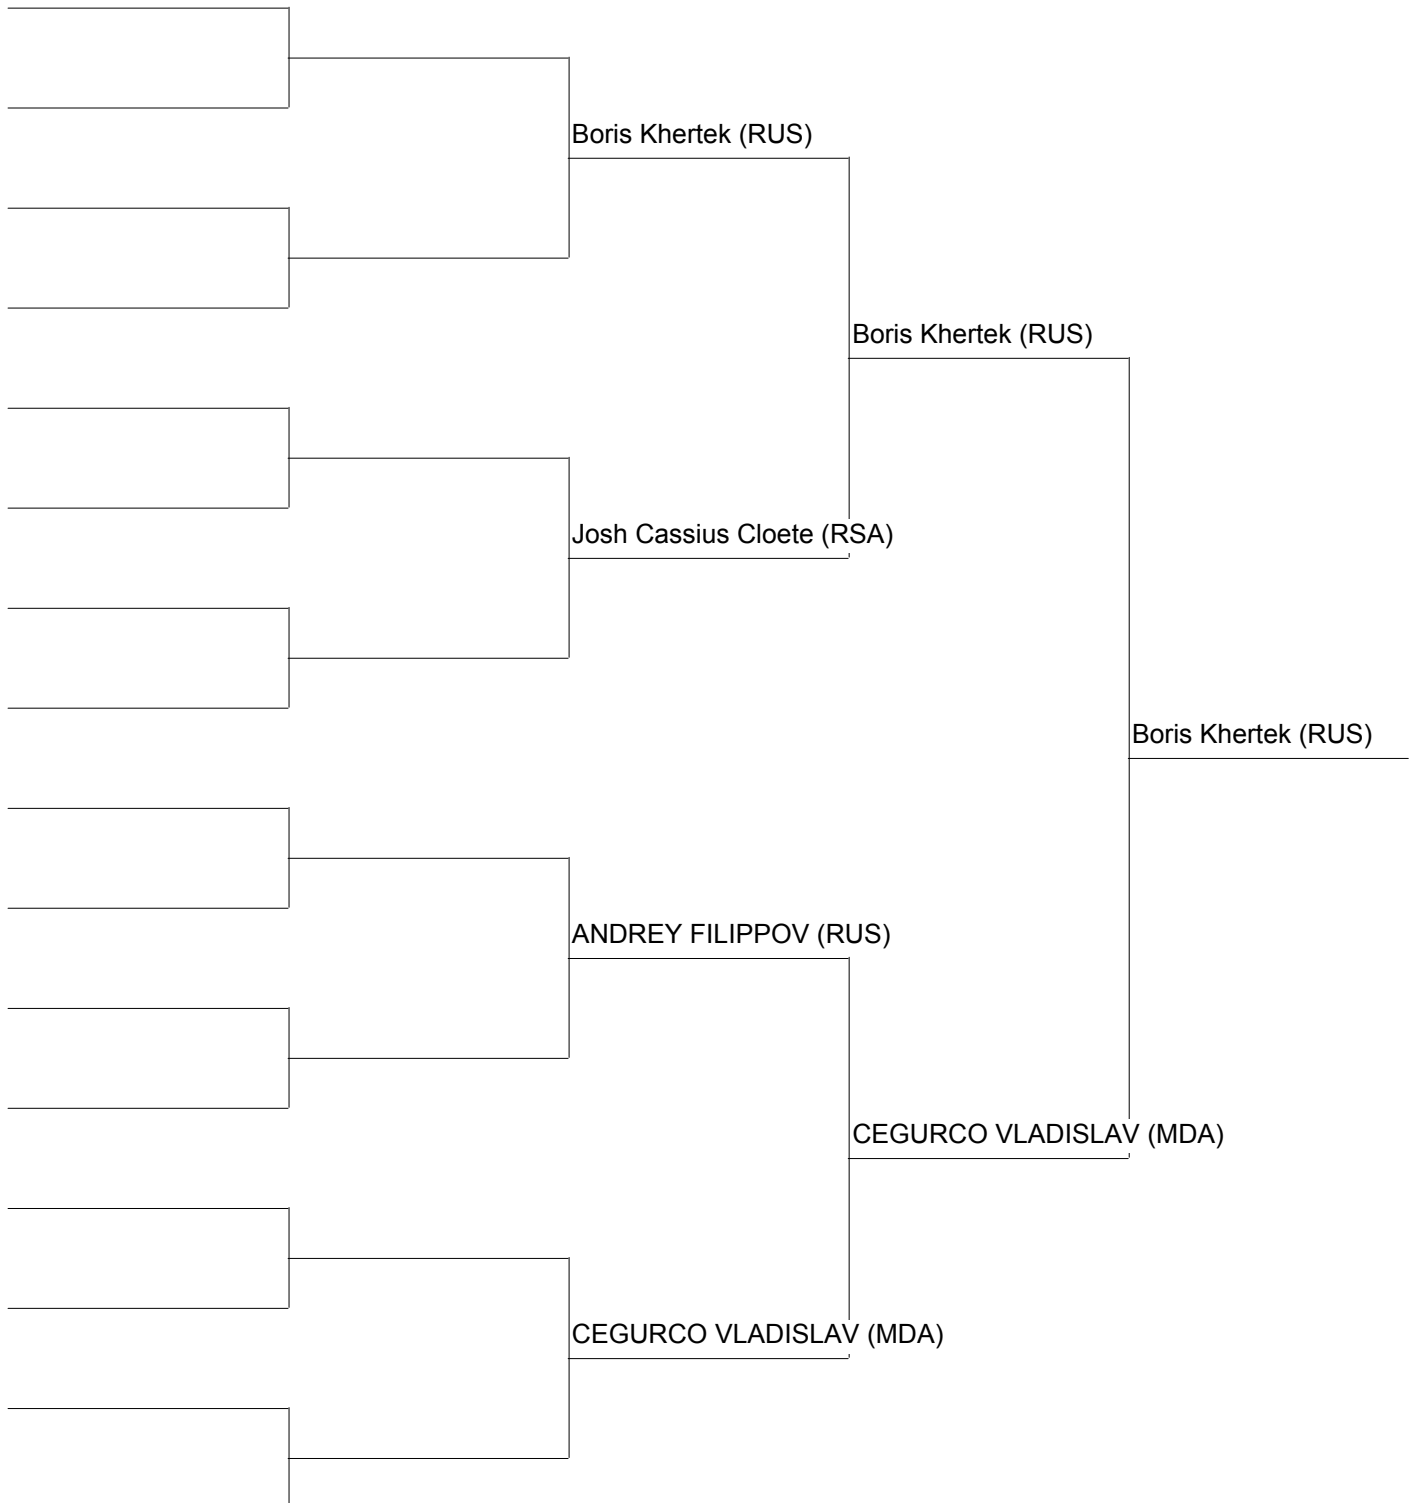 Boris Khertek (RUS)
Boris Khertek (RUS)
Josh Cassius Cloete (RSA)
Boris Khertek (RUS)
ANDREY FILIPPOV (RUS)
CEGURCO VLADISLAV (MDA)
CEGURCO VLADISLAV (MDA)